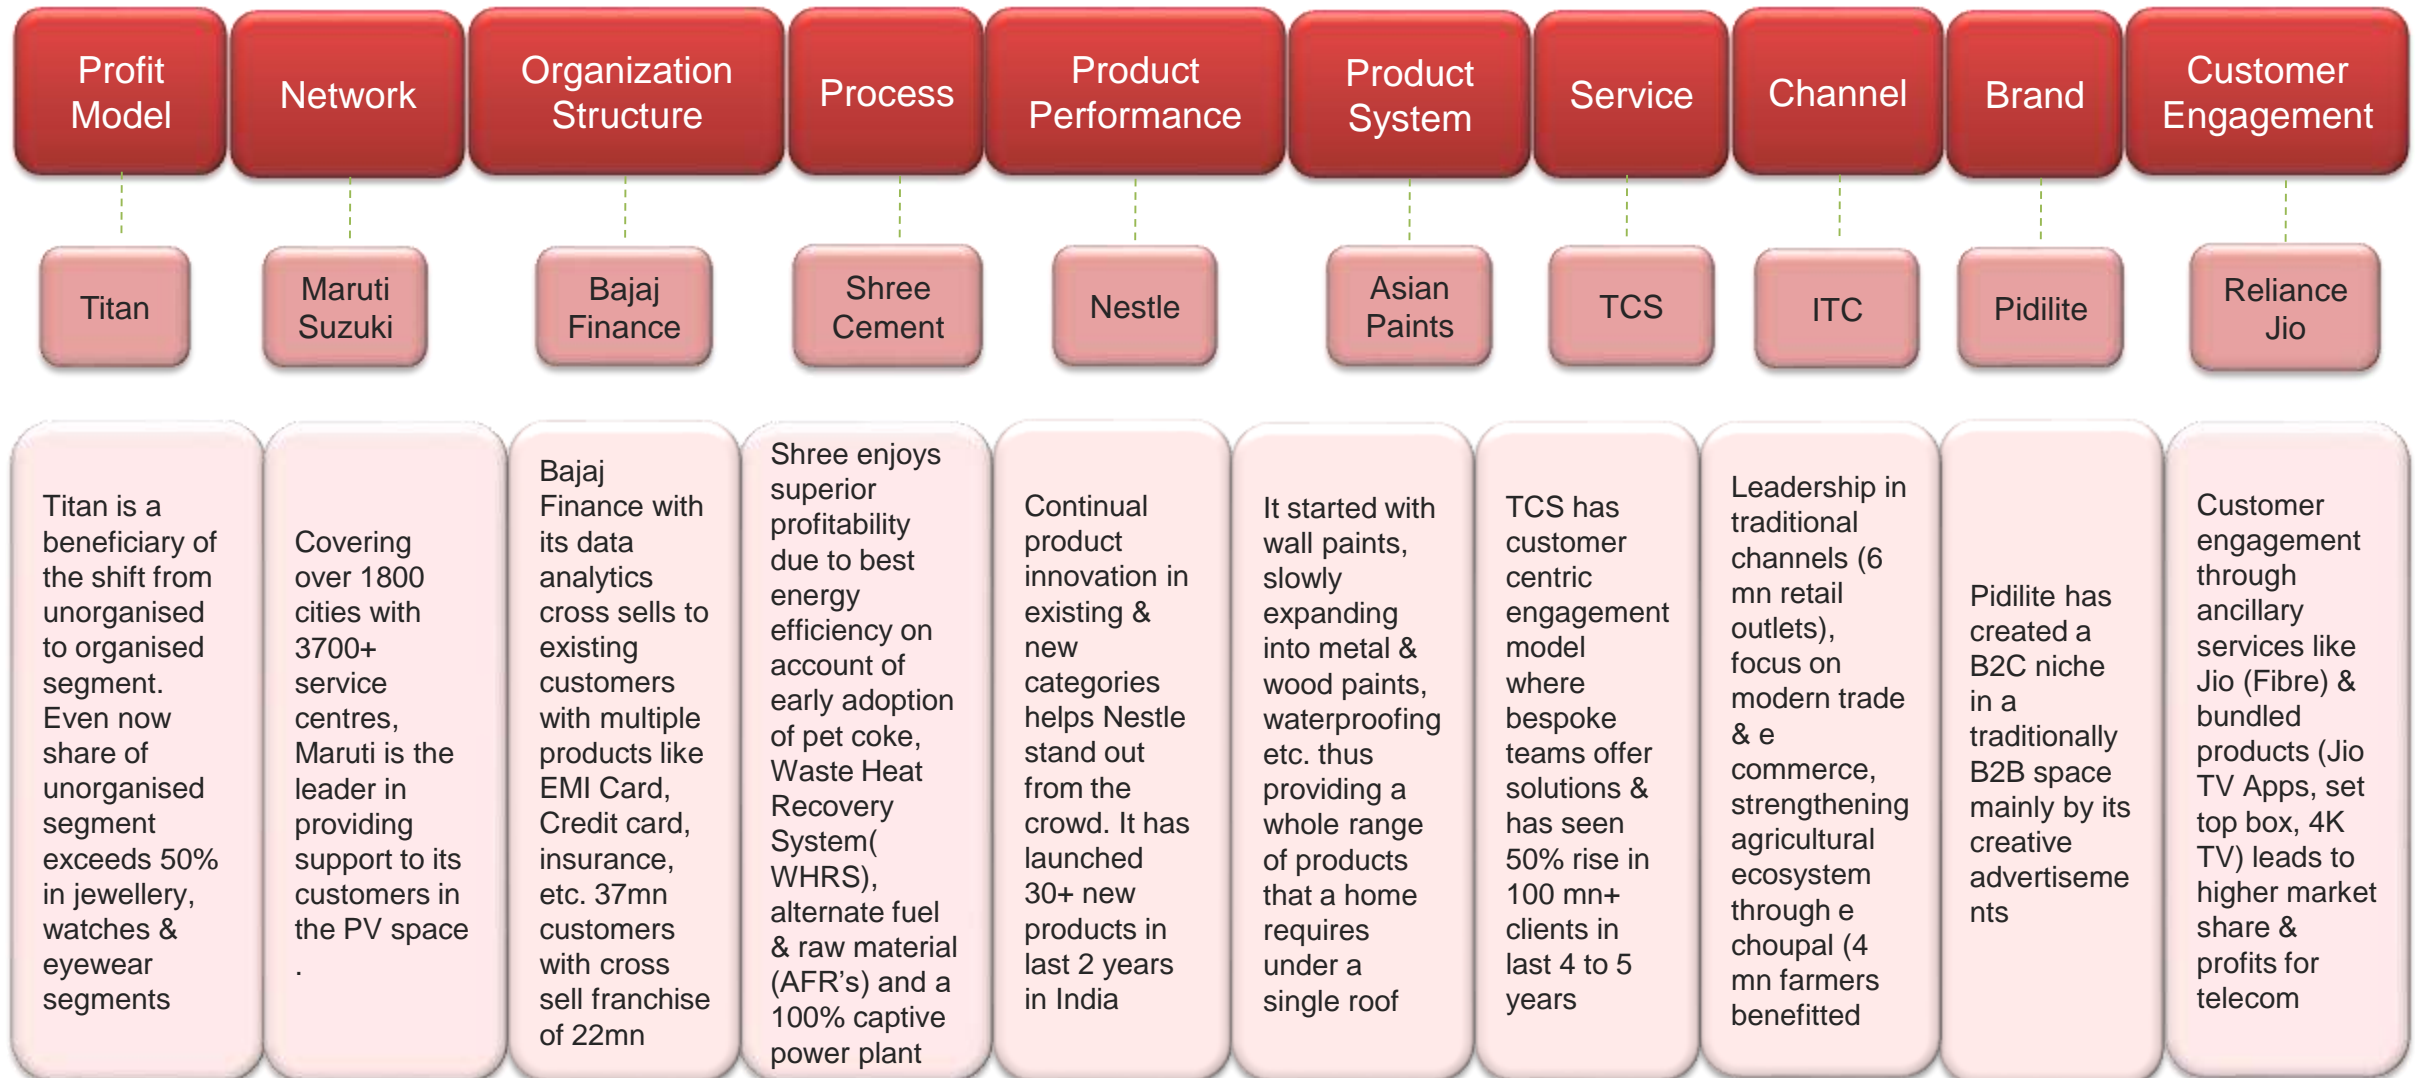 Profit
Model
Network
Organization
Structure
Process
Product
Performance
Product
System
Service
Channel
Brand
Customer
Engagement
Titan
Maruti
Suzuki
Bajaj
Finance
Shree
Cement
Nestle
Asian
Paints
TCS
ITC
Pidilite
Reliance
Jio
Titan is a
beneficiary of
the shift from
unorganised
to organised
segment.
Even now
share of
unorganised
segment
exceeds 50%
in jewellery,
watches &
eyewear
segments
Covering
over 1800
cities with
3700+
service
centres,
Maruti is the
leader in
providing
support to its
customers in
the PV space
.
Bajaj
Finance with
its data
analytics
cross sells to
existing
customers
with multiple
products like
EMI Card,
Credit card,
insurance,
etc. 37mn
customers
with cross
sell franchise
of 22mn
Shree enjoys
superior
profitability
due to best
energy
efficiency on
account of
early adoption
of pet coke,
Waste Heat
Recovery
System(
WHRS),
alternate fuel
& raw material
(AFR’s) and a
100% captive
power plant
Continual
product
innovation in
existing &
new
categories
helps Nestle
stand out
from the
crowd. It has
launched
30+ new
products in
last 2 years
in India
It started with
wall paints,
slowly
expanding
into metal &
wood paints,
waterproofing
etc. thus
providing a
whole range
of products
that a home
requires
under a
single roof
TCS has
customer
centric
engagement
model
where
bespoke
teams offer
solutions &
has seen
50% rise in
100 mn+
clients in
last 4 to 5
years
Leadership in
traditional
channels (6
mn retail
outlets),
focus on
modern trade
& e
commerce,
strengthening
agricultural
ecosystem
through e
choupal (4
mn farmers
benefitted
Pidilite has
created a
B2C niche
in a
traditionally
B2B space
mainly by its
creative
advertiseme
nts
Customer
engagement
through
ancillary
services like
Jio (Fibre) &
bundled
products (Jio
TV Apps, set
top box, 4K
TV) leads to
higher market
share &
profits for
telecom